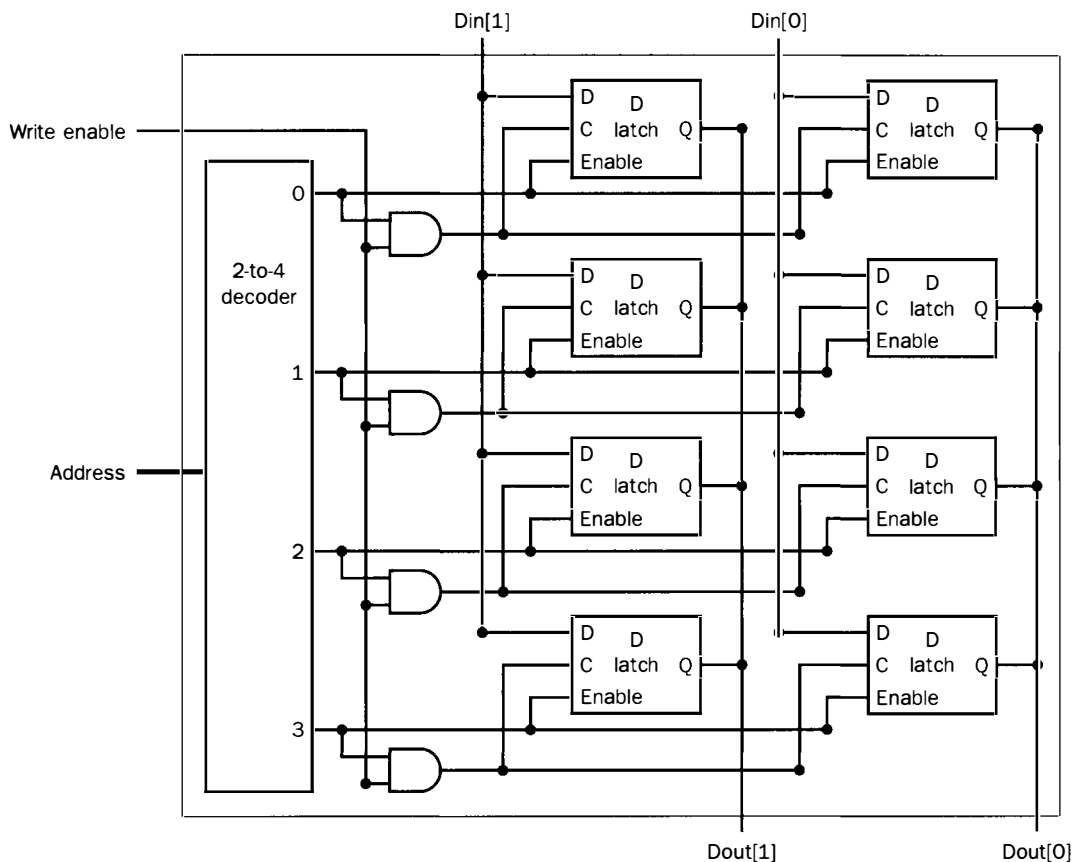 Din[1]
Din[0]
Write enable
D D
C latch Q
Enable
D D
C latch Q
Enable
0
2-to-4
decoder
D D
C latch Q
Enable
D D
C latch Q
Enable
1
Address
D D
C latch Q
Enable
D D
C latch Q
Enable
2
D D
C latch Q
Enable
D D
C latch Q
Enable
3
Dout[1]
Dout[0]